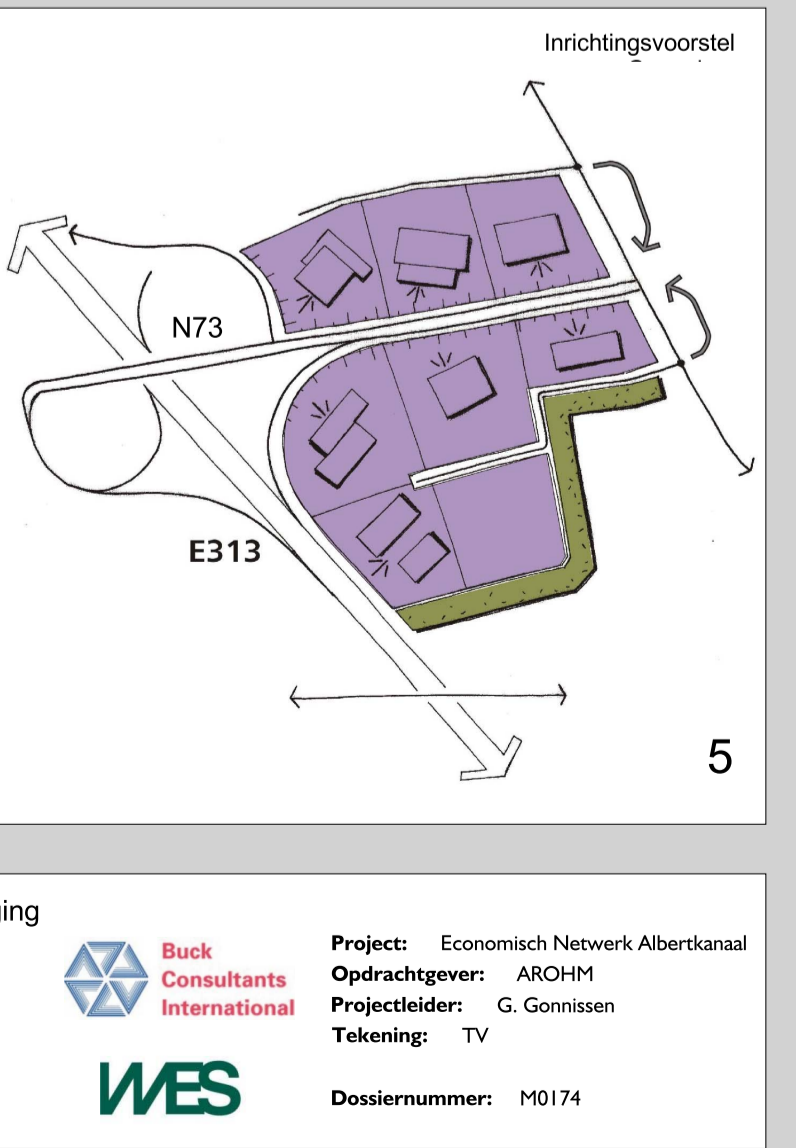 Inrichtingsvoorstel
N73
E313
5
ging
Buck
Consultants
International
WES
Project: Economisch Netwerk Albertkanaal
Opdrachtgever: AROHM
Projectleider: G. Gonnissen
Tekening: TV
Dossiernummer: M0174